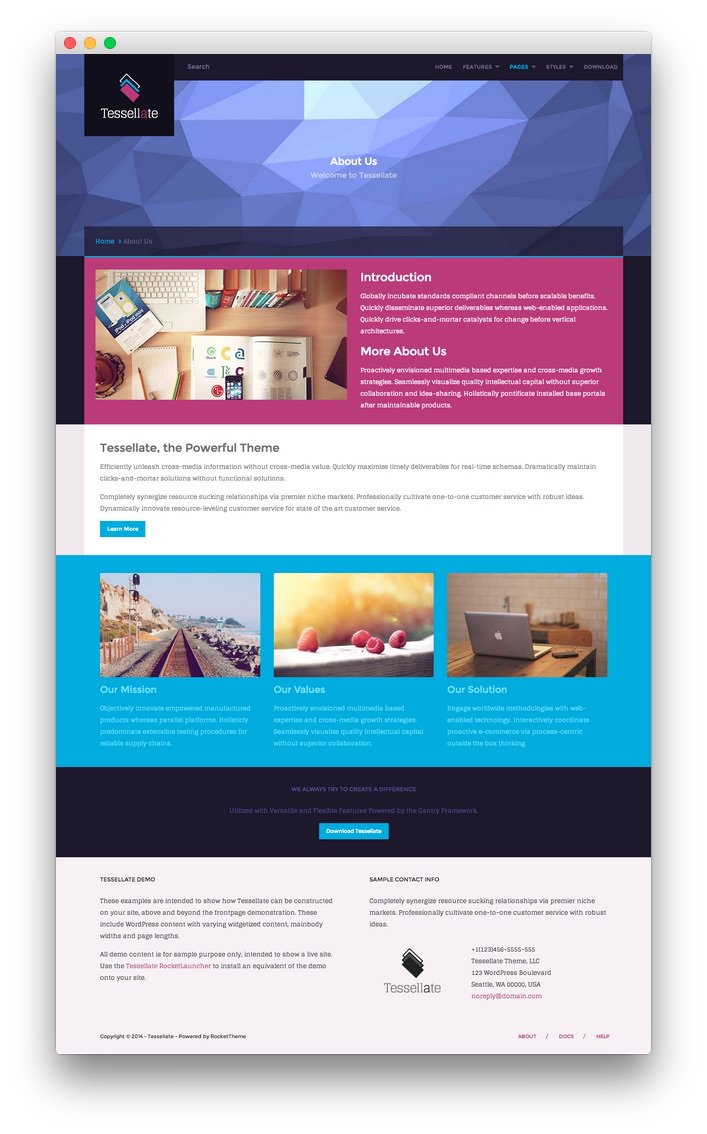 Tessellate
Search
HOME
FEATURES
PAGES
STYLES
DOWNLOAD
About Us
Welcome to Tessellate
Home
About Us
Introduction
Globally incubate standards compliant channels before scalable benefits.
Quickly disseminate superior deliverables whereas web-enabled applications.
Quickly drive clicks-and-mortar catalysts for change before vertical
architectures.
More About Us
Proactively envisioned multimedia based expertise and cross-media growth
strategies. Seamlessly visualize quality intellectual capital without superior
collaboration and idea-sharing. Holistically pontificate installed base portals
after maintainable products.
Tessellate, the Powerful Theme
Efficiently unleash cross-media information without cross-media value. Quickly maximize timely deliverables for real-time schemas. Dramatically maintain
clicks-and-mortar solutions without functional solutions.
Completely synergize resource sucking relationships via premier niche markets. Professionally cultivate one-to-one customer service with robust ideas.
Dynamically innovate resource-leveling customer service for state of the art customer service.
Learn More
Our Mission
Objectively innovate empowered manufactured
products whereas parallel platforms. Holisticly
predominate extensible testing procedures for
reliable supply chains.
Our Values
Proactively envisioned multimedia based
expertise and cross-media growth strategies.
Seamlessly visualize quality intellectual capital
without superior collaboration.
Our Solution
Engage worldwide methodologies with web-
enabled technology. Interactively coordinate
proactive e-commerce via process-centric
outside the box thinking.
WE ALWAYS TRY TO CREATE A DIFFERENCE
Utilized with Versatile and Flexible Features Powered by the Gantry Framework.
Download Tessellate
TESSELLATE DEMO
These examples are intended to show how Tessellate can be constructed
on your site, above and beyond the frontpage demonstration. These
include WordPress content with varying widgetized content, mainbody
widths and page lengths.
All demo content is for sample purpose only, intended to show a live site.
Use the Tessellate RocketLauncher to install an equivalent of the demo
onto your site.
SAMPLE CONTACT INFO
Completely synergize resource sucking relationships via premier niche
markets. Professionally cultivate one-to-one customer service with robust
ideas.
Tessellate
+1(123)456-5555-555
Tessellate Theme, LLC
123 WordPress Boulevard
Seattle, WA 00000, USA
noreply@domain.com
Copyright © 2014 - Tessellate - Powered by RocketTheme
ABOUT / DOCS / HELP